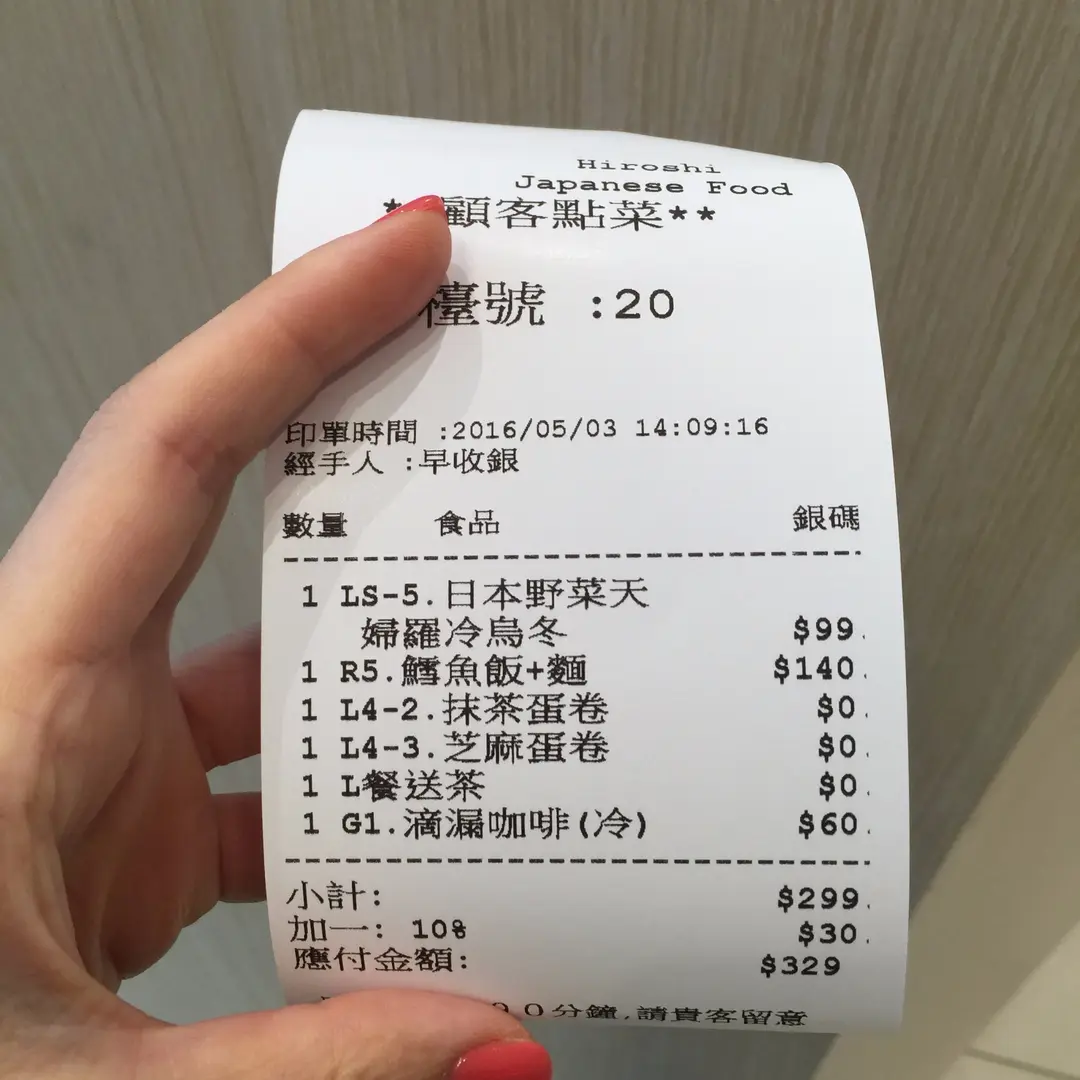 Hiroshi
Japanese Food
*顧客點菜**
檯號 :20
印單時間 :2016/05/03 14:09:16
經手人 :早收銀
數量 食品 銀碼
1 LS-5.日本野菜天
婦羅冷烏冬 $99.
1 R5.鱈魚飯+麵 $140.
1 L4-2.抹茶蛋卷 $0.
1 L4-3.芝麻蛋卷 $0.
1 L餐送茶 $0.
1 G1.滴漏咖啡(冷) $60.
小計: $299.
加一: 10% $30.
應付金額: $329
0分鐘,請貴客留意